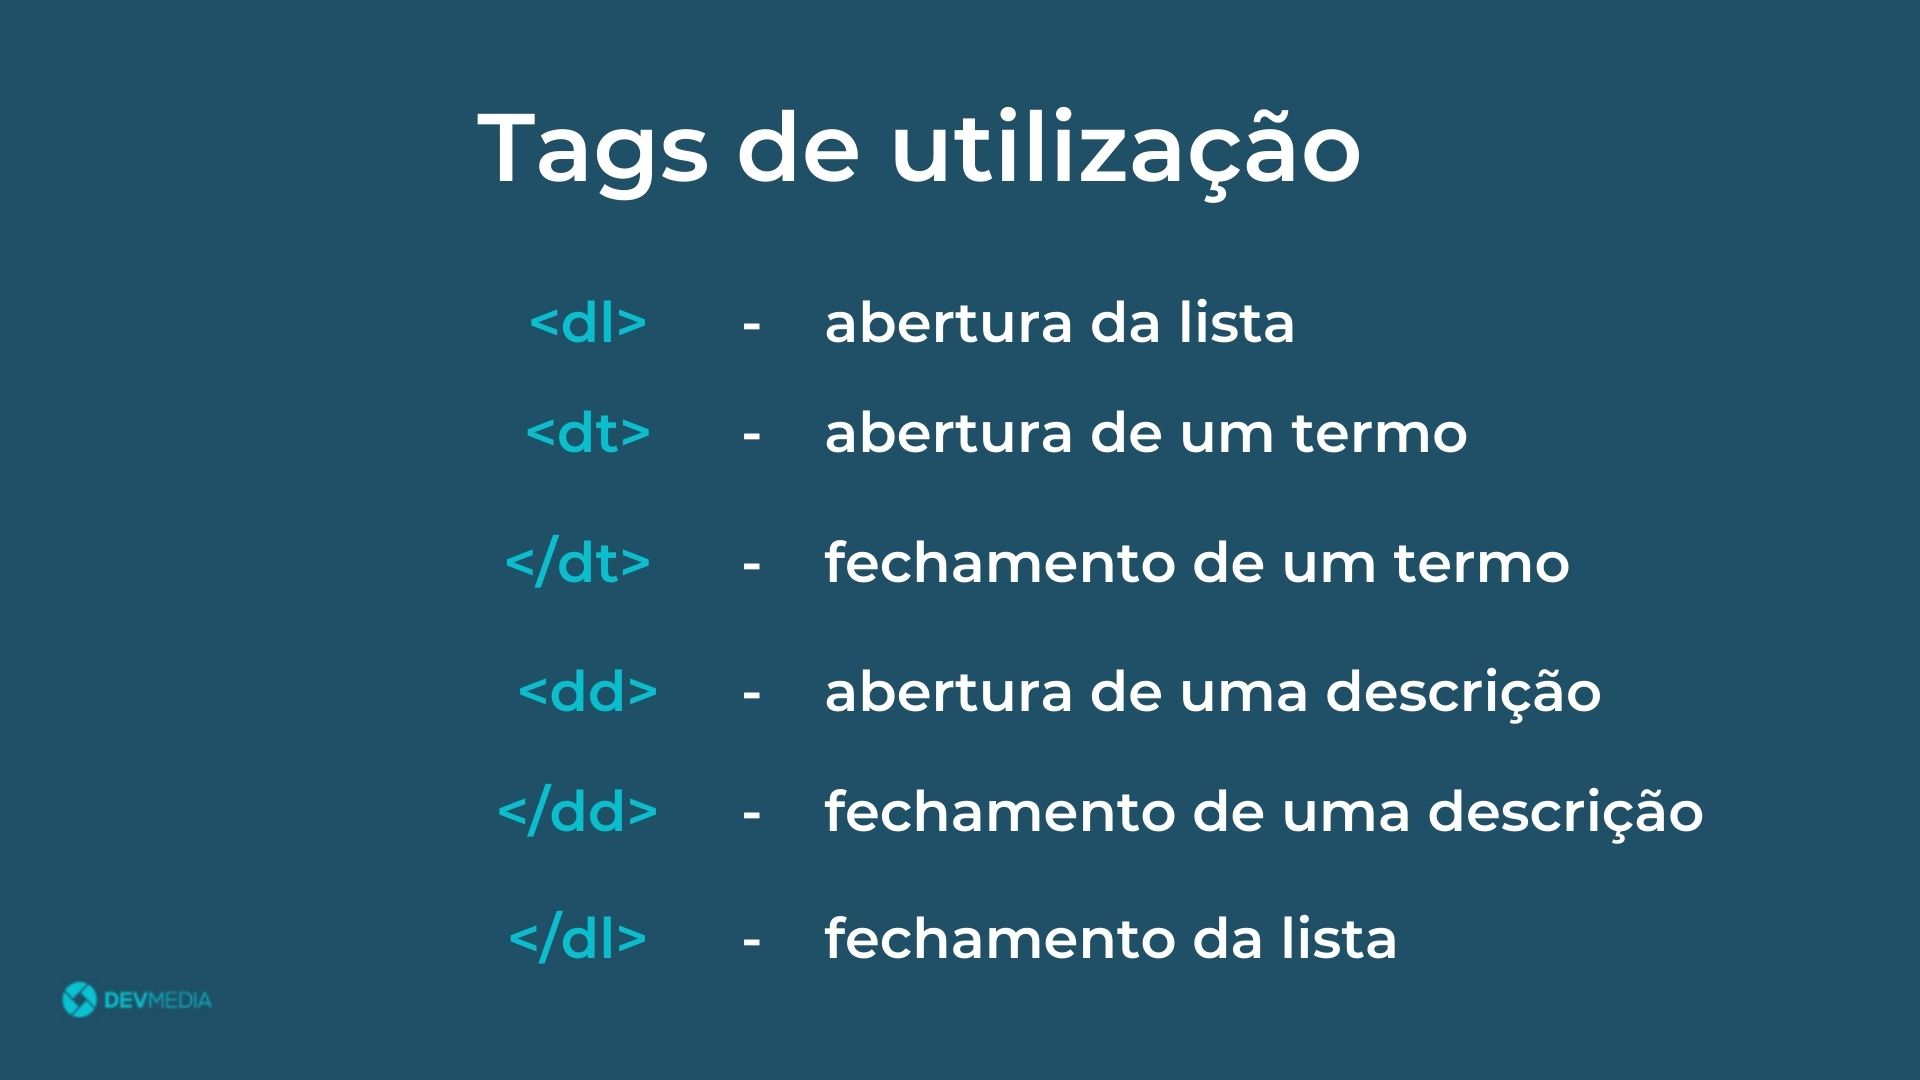 Tags de utilização
<dl> - abertura da lista
<dt> - abertura de um termo
</dt> - fechamento de um termo
<dd> - abertura de uma descrição
</dd> - fechamento de uma descrição
</dl> - fechamento da lista
DEVMEDIA